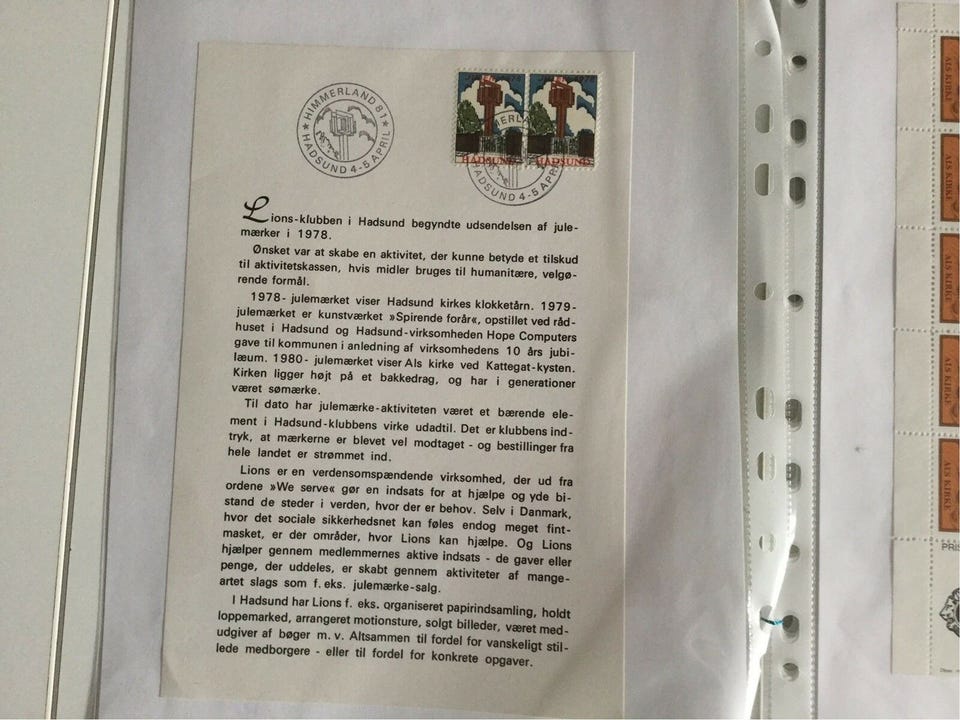 ★ HIMMERLAND 81 ★
HADSUND 4-5 APRIL
HADSUND HADSUND
HADSUND 4-5 APRIL
Lions-klubben i Hadsund begyndte udsendelsen af jule-
mærker i 1978.
Ønsket var at skabe en aktivitet, der kunne betyde et tilskud
til aktivitetskassen, hvis midler bruges til humanitære, velgø-
rende formål.
1978- julemærket viser Hadsund kirkes klokketårn. 1979-
julemærket er kunstværket »Spirende forår«, opstillet ved råd-
huset i Hadsund og Hadsund-virksomheden Hope Computers
gave til kommunen i anledning af virksomhedens 10 års jubi-
læum. 1980- julemærket viser Als kirke ved Kattegat-kysten.
Kirken ligger højt på et bakkedrag, og har i generationer
været sømærke.
Til dato har julemærke-aktiviteten været et bærende ele-
ment i Hadsund-klubbens virke udadtil. Det er klubbens ind-
tryk, at mærkerne er blevet vel modtaget - og bestillinger fra
hele landet er strømmet ind.
Lions er en verdensomspændende virksomhed, der ud fra
ordene »We serve« gør en indsats for at hjælpe og yde bi-
stand de steder i verden, hvor der er behov. Selv i Danmark,
hvor det sociale sikkerhedsnet kan føles endog meget fint-
masket, er der områder, hvor Lions kan hjælpe. Og Lions
hjælper gennem medlemmernes aktive indsats - de gaver eller
penge, der uddeles, er skabt gennem aktiviteter af mange-
artet slags som f. eks. julemærke-salg.
I Hadsund har Lions f. eks. organiseret papirindsamling, holdt
loppemarked, arrangeret motionsture, solgt billeder, været med-
udgiver af bøger m. v. Altsammen til fordel for vanskeligt stil-
lede medborgere - eller til fordel for konkrete opgaver.
ALS KIRKE
ALS KIRKE
ALS KIRKE
ALS KIRKE
ALS KIRKE
PRIS